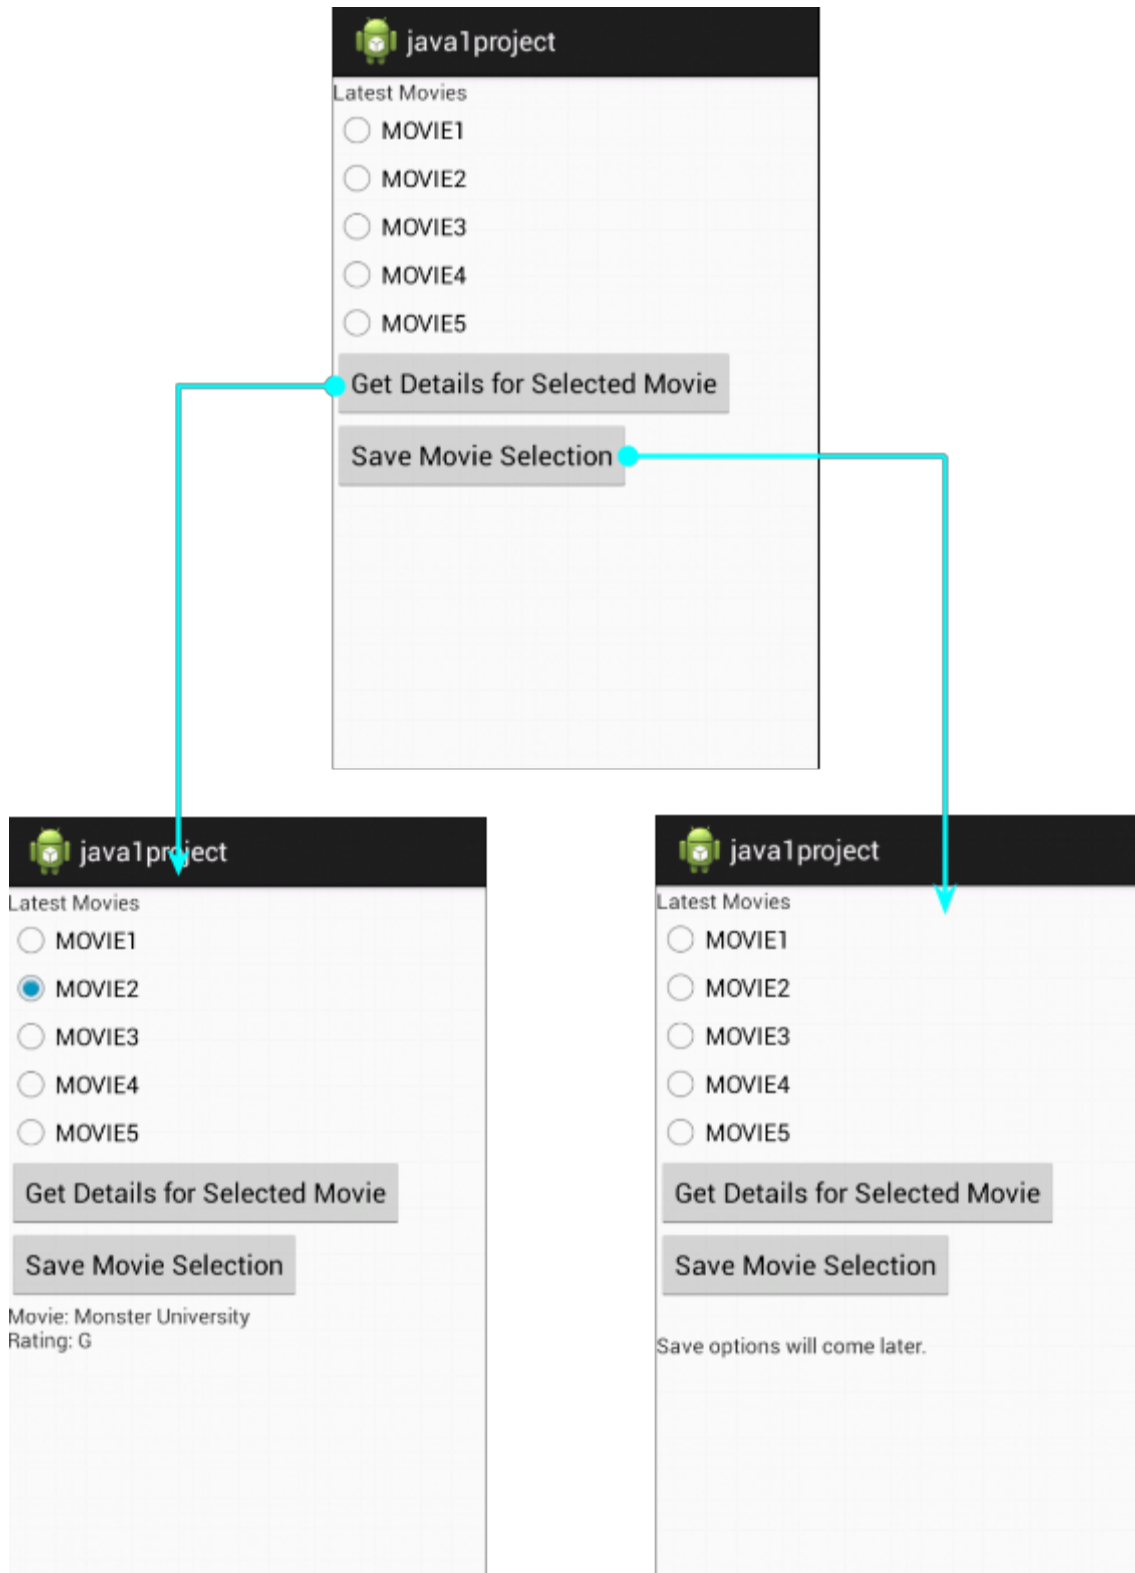 java1project
Latest Movies
MOVIE1
MOVIE2
MOVIE3
MOVIE4
MOVIE5
Get Details for Selected Movie
Save Movie Selection
java1project
Latest Movies
MOVIE1
MOVIE2
MOVIE3
MOVIE4
MOVIE5
Get Details for Selected Movie
Save Movie Selection
Movie: Monster University
Rating: G
java1project
Latest Movies
MOVIE1
MOVIE2
MOVIE3
MOVIE4
MOVIE5
Get Details for Selected Movie
Save Movie Selection
Save options will come later.